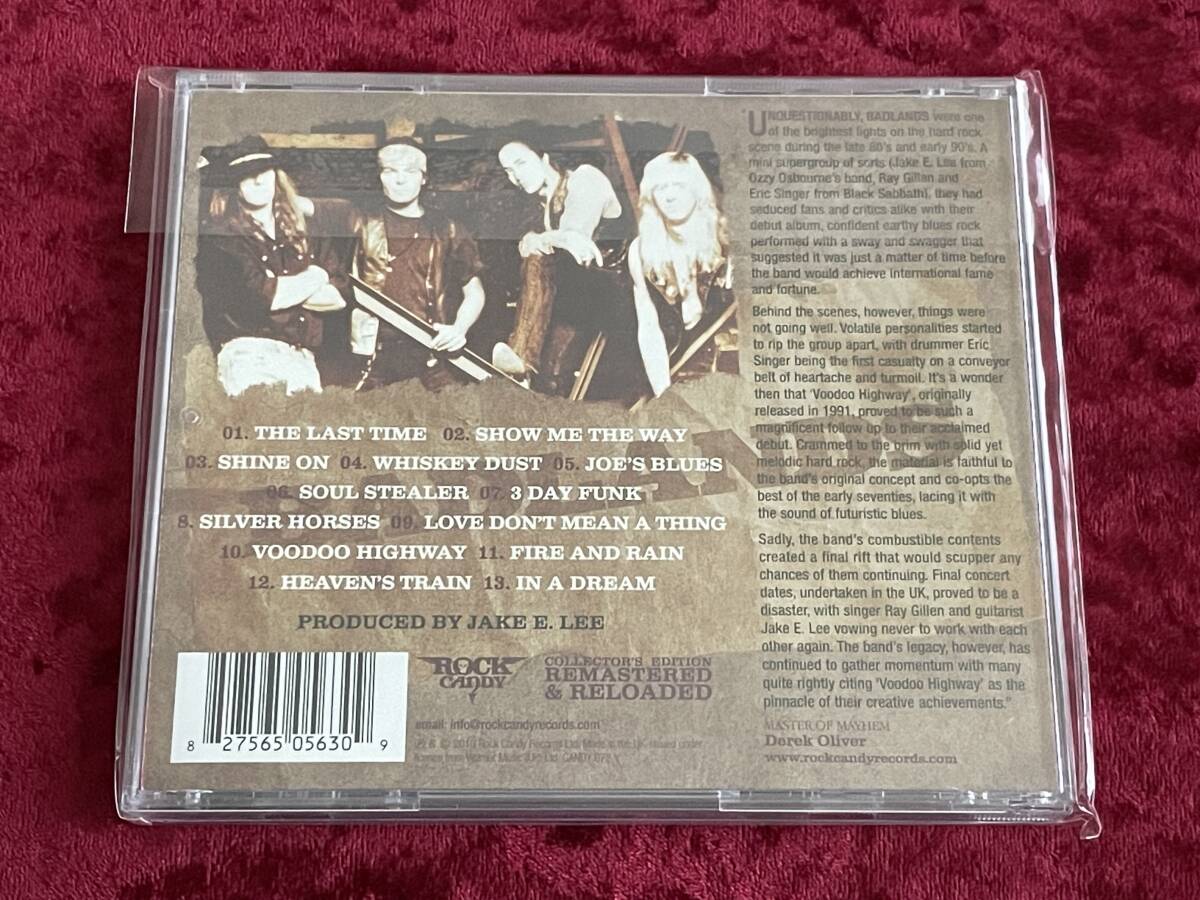 01. THE LAST TIME 02. SHOW ME THE WAY
03. SHINE ON 04. WHISKEY DUST 05. JOE'S BLUES
06. SOUL STEALER 07. 3 DAY FUNK
8. SILVER HORSES 09. LOVE DON'T MEAN A THING
10. VOODOO HIGHWAY 11. FIRE AND RAIN
12. HEAVEN'S TRAIN 13. IN A DREAM
PRODUCED BY JAKE E. LEE
8 27565 05630 9
ROCK
CANDY
COLLECTOR'S EDITION
REMASTERED
& RELOADED
email: info@rockcandyrecords.com
Rock Candy Records Ltd. Made in the UK. Issued under
"UNQUESTIONABLY, BADLANDS were one
of the brightest lights on the hard rock
scene during the late 80's and early 90's. A
mini supergroup of sorts (Jake E. Lee from
Ozzy Osbourne's band, Ray Gillan and
Eric Singer from Black Sabbath), they had
seduced fans and critics alike with their
debut album, confident earthy blues rock
performed with a sway and swagger that
suggested it was just a matter of time before
the band would achieve international fame
and fortune.
Behind the scenes, however, things were
not going well. Volatile personalities started
to rip the group apart, with drummer Eric
Singer being the first casualty on a conveyor
belt of heartache and turmoil. It's a wonder
then that 'Voodoo Highway', originally
released in 1991, proved to be such a
magnificent follow up to their acclaimed
debut. Crammed to the brim with solid yet
melodic hard rock, the material is faithful to
the band's original concept and co-opts the
best of the early seventies, lacing it with
the sound of futuristic blues.
Sadly, the band's combustible contents
created a final rift that would scupper any
chances of them continuing. Final concert
dates, undertaken in the UK, proved to be a
disaster, with singer Ray Gillen and guitarist
Jake E. Lee vowing never to work with each
other again. The band's legacy, however, has
continued to gather momentum with many
quite rightly citing 'Voodoo Highway' as the
pinnacle of their creative achievements."
MASTER OF MAYHEM
Derek Oliver
www.rockcandyrecords.com